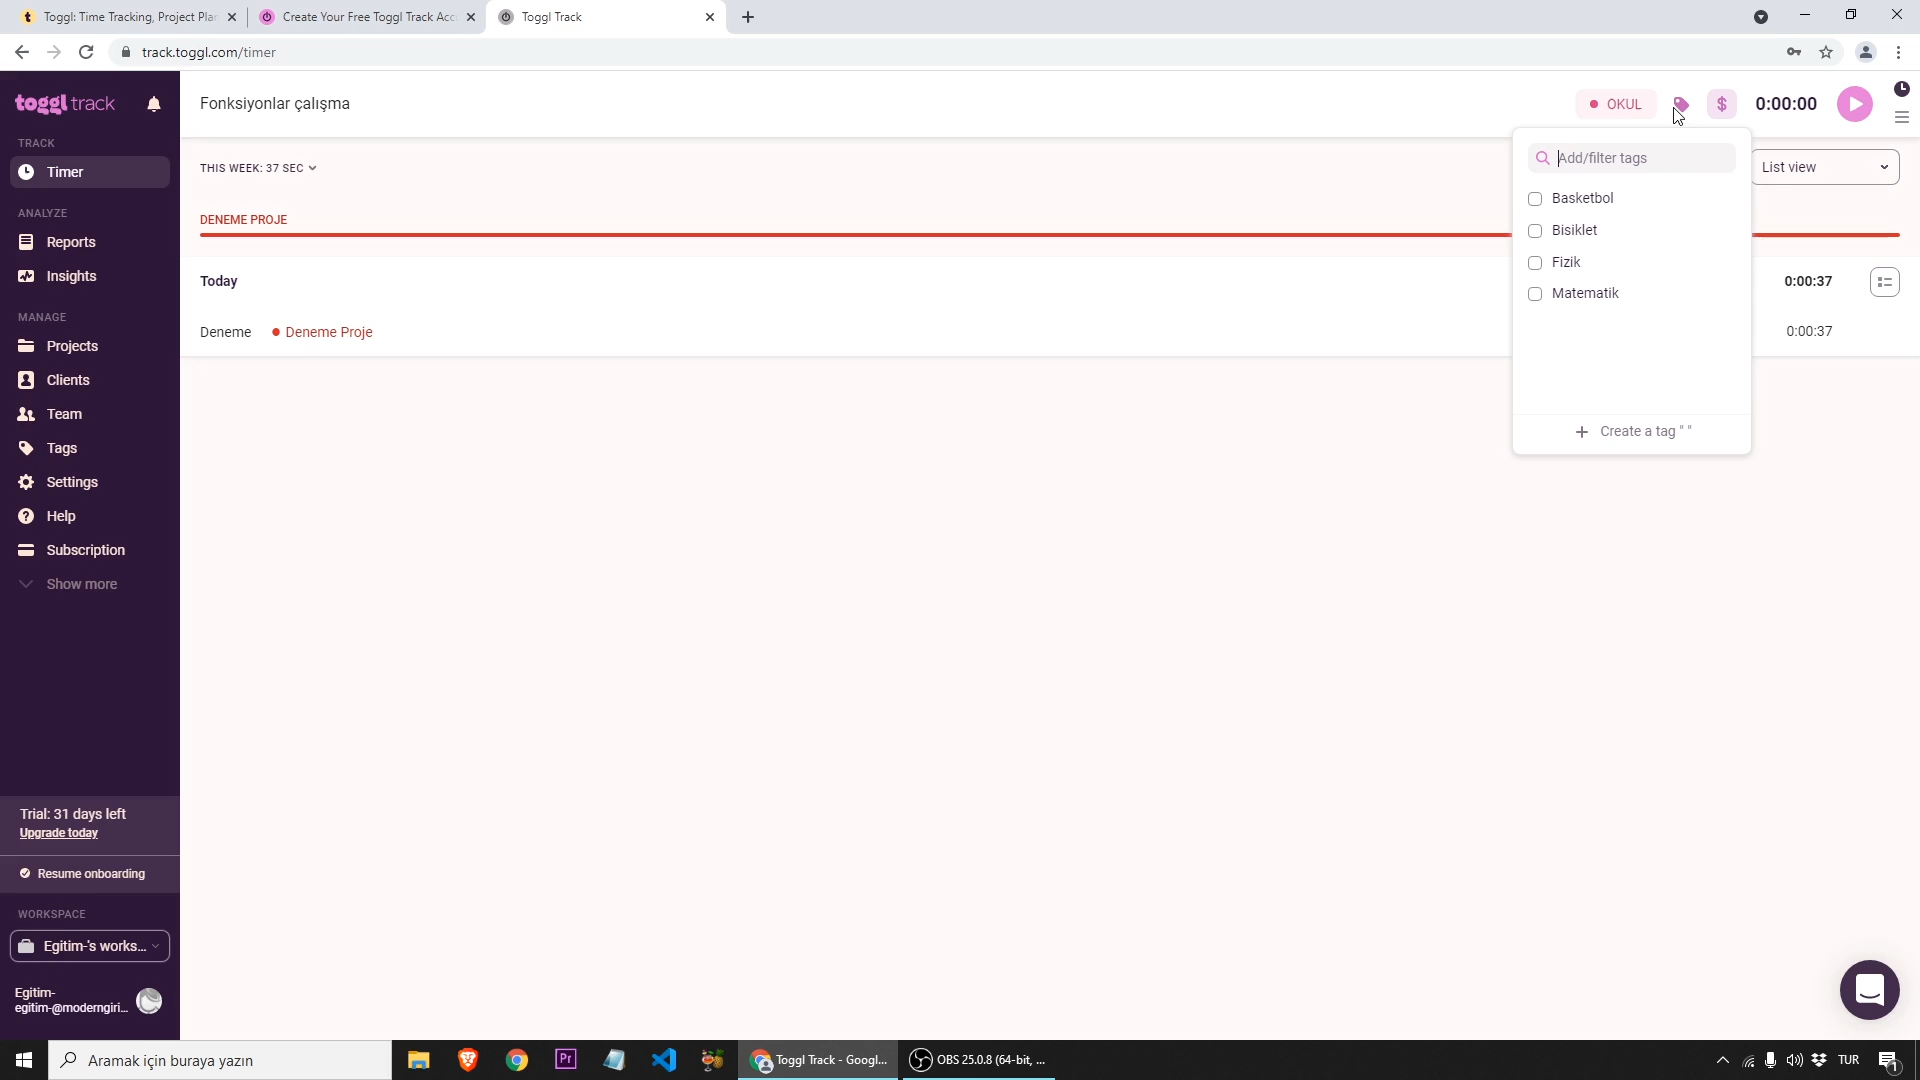 Toggl: Time Tracking, Project Plan
Create Your Free Toggl Track Acc
Toggl Track
track.toggl.com/timer
toggl track
Fonksiyonlar çalışma
OKUL
$
0:00:00
TRACK
Timer
THIS WEEK: 37 SEC
Add/filter tags
List view
ANALYZE
Reports
Insights
DENEME PROJE
Basketbol
Bisiklet
Fizik
Matematik
Today
0:00:37
Deneme
Deneme Proje
0:00:37
MANAGE
Projects
Clients
Team
Tags
Settings
Help
Subscription
Show more
+ Create a tag " "
Trial: 31 days left
Upgrade today
Resume onboarding
WORKSPACE
Egitim-'s works...
Egitim-
egitim-@moderngiri...
Aramak için buraya yazın
Pr
Toggl Track - Googl...
OBS 25.0.8 (64-bit, ...
TUR
1